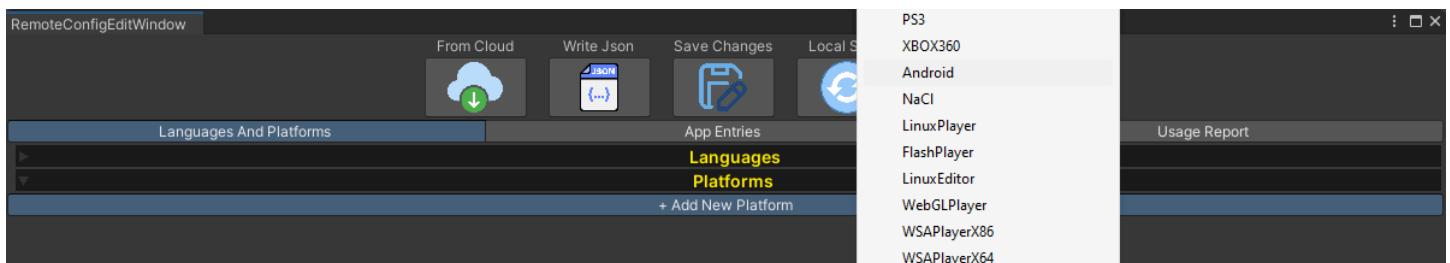 RemoteConfigEditWindow
From Cloud Write Json Save Changes Local S
JSON
{...}
Languages And Platforms App Entries Usage Report
Languages
Platforms
+ Add New Platform
PS3
XBOX360
Android
NaCl
LinuxPlayer
FlashPlayer
LinuxEditor
WebGLPlayer
WSAPlayerX86
WSAPlayerX64